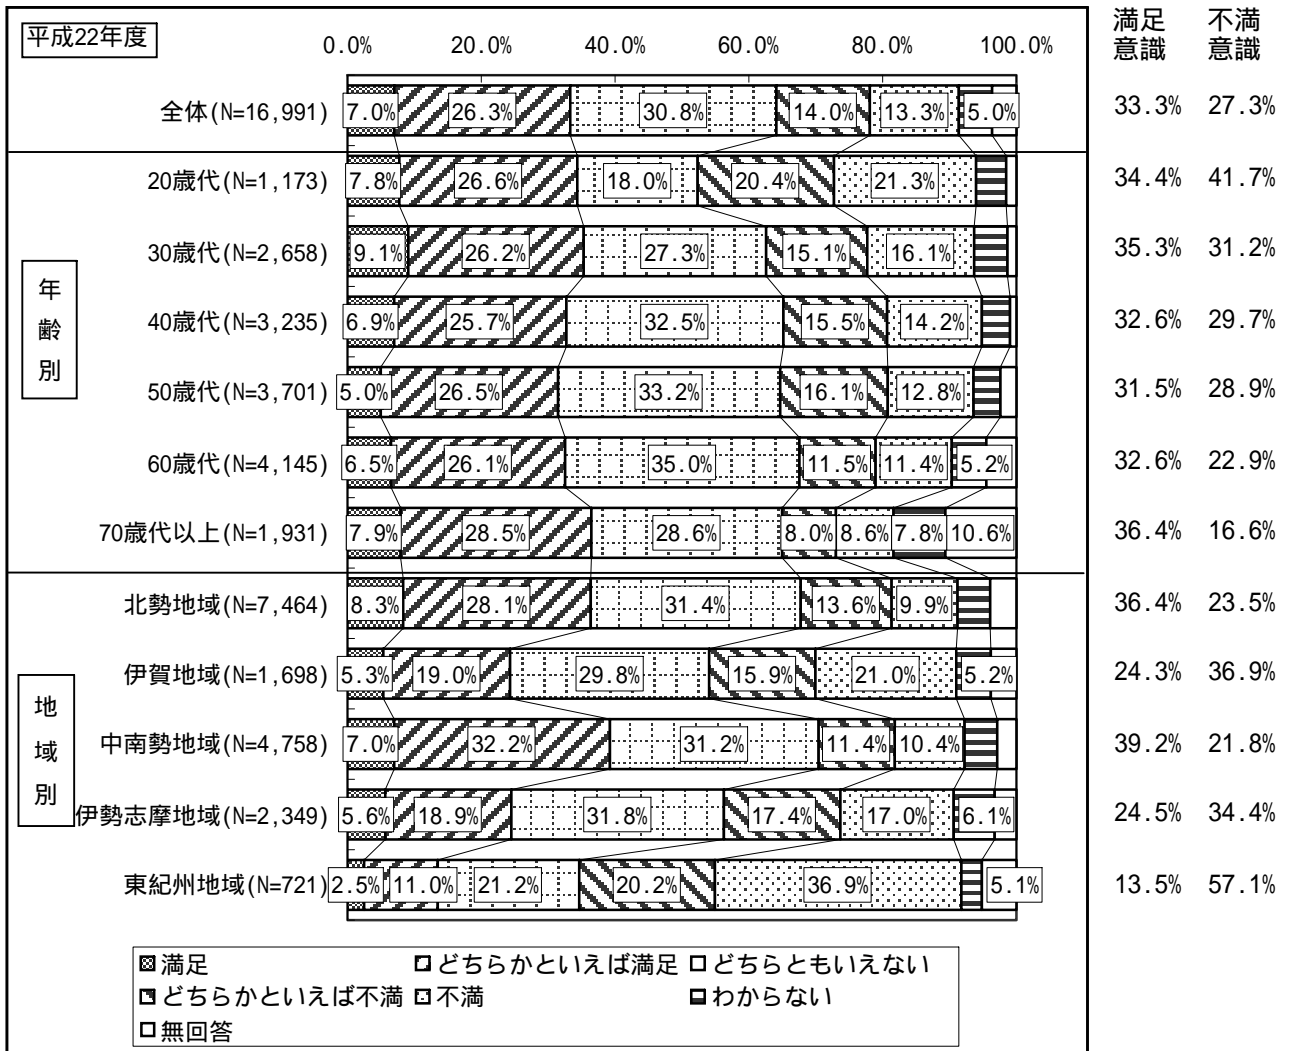 平成22年度
0.0% 20.0% 40.0% 60.0% 80.0% 100.0%
満足意識 不満意識
全体(N=16,991) 7.0% 26.3% 30.8% 14.0% 13.3% 5.0% 33.3% 27.3%
年齢別
20歳代(N=1,173) 7.8% 26.6% 18.0% 20.4% 21.3% 34.4% 41.7%
30歳代(N=2,658) 9.1% 26.2% 27.3% 15.1% 16.1% 35.3% 31.2%
40歳代(N=3,235) 6.9% 25.7% 32.5% 15.5% 14.2% 32.6% 29.7%
50歳代(N=3,701) 5.0% 26.5% 33.2% 16.1% 12.8% 31.5% 28.9%
60歳代(N=4,145) 6.5% 26.1% 35.0% 11.5% 11.4% 5.2% 32.6% 22.9%
70歳代以上(N=1,931) 7.9% 28.5% 28.6% 8.0% 8.6% 7.8% 10.6% 36.4% 16.6%
地域別
北勢地域(N=7,464) 8.3% 28.1% 31.4% 13.6% 9.9% 36.4% 23.5%
伊賀地域(N=1,698) 5.3% 19.0% 29.8% 15.9% 21.0% 5.2% 24.3% 36.9%
中南勢地域(N=4,758) 7.0% 32.2% 31.2% 11.4% 10.4% 39.2% 21.8%
伊勢志摩地域(N=2,349) 5.6% 18.9% 31.8% 17.4% 17.0% 6.1% 24.5% 34.4%
東紀州地域(N=721) 2.5% 11.0% 21.2% 20.2% 36.9% 5.1% 13.5% 57.1%
満足 どちらかといえば満足 どちらともいえない
どちらかといえば不満 不満 わからない
無回答